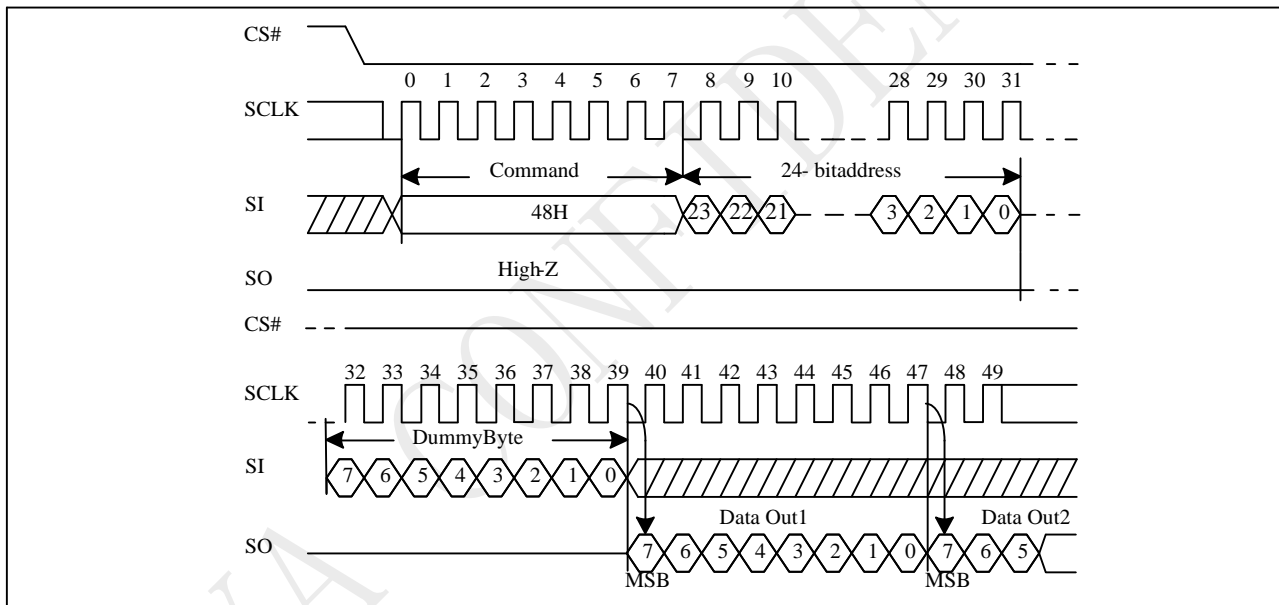 CS#
0 1 2 3 4 5 6 7 8 9 10 28 29 30 31
SCLK
Command 24- bitaddress
SI 48H 23 22 21 3 2 1 0
High-Z
SO
CS#
32 33 34 35 36 37 38 39 40 41 42 43 44 45 46 47 48 49
SCLK
DummyByte
SI 7 6 5 4 3 2 1 0
Data Out1 Data Out2
SO 7 6 5 4 3 2 1 0 7 6 5
MSB MSB